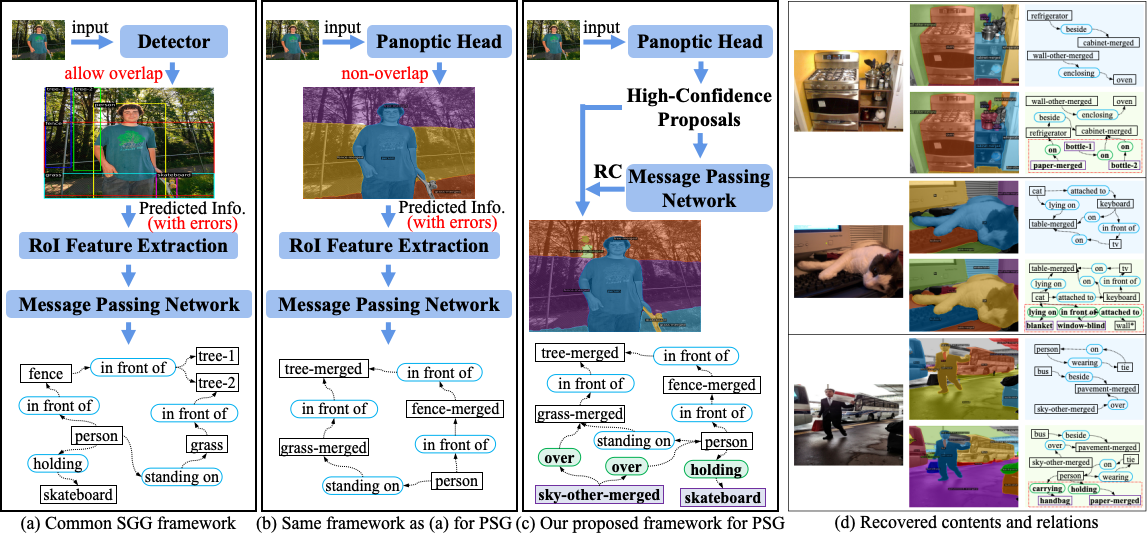 input
Detector
allow overlap
tree-1
tree-2
person
fence
grass
skateboard
Predicted Info.
(with errors)
RoI Feature Extraction
Message Passing Network
fence
in front of
tree-1
tree-2
in front of
in front of
person
grass
holding
standing on
skateboard
(a) Common SGG framework
input
Panoptic Head
non-overlap
Predicted Info.
(with errors)
RoI Feature Extraction
Message Passing Network
tree-merged
in front of
in front of
fence-merged
grass-merged
in front of
standing on
person
(b) Same framework as (a) for PSG
input
Panoptic Head
High-Confidence
Proposals
RC
Message Passing
Network
tree-merged
in front of
in front of
fence-merged
grass-merged
standing on
person
over
over
holding
sky-other-merged
skateboard
(c) Our proposed framework for PSG
refrigerator
beside
cabinet-merged
wall-other-merged
enclosing
oven
wall-other-merged
oven
enclosing
beside
refrigerator
cabinet-merged
on
bottle-1
on
on
paper-merged
bottle-2
cat
attached to
lying on
keyboard
table-merged
on
in front of
on
tv
table-merged
on
tv
lying on
on
in front of
cat
attached to
keyboard
lying on
in front of
attached to
blanket
window-blind
wall*
person
on
wearing
bus
tie
beside
pavement-merged
over
sky-other-merged
bus
beside
over
pavement-merged
sky-other-merged
on
tie
person
wearing
carrying
holding
handbag
paper-merged
(d) Recovered contents and relations